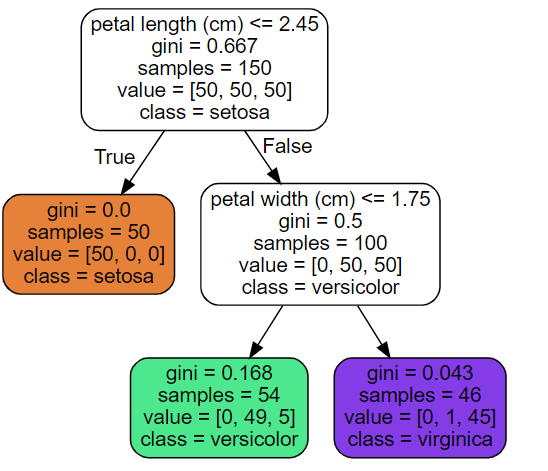 petal length (cm) <= 2.45
gini = 0.667
samples = 150
value = [50, 50, 50]
class = setosa
True
False
gini = 0.0
samples = 50
value = [50, 0, 0]
class = setosa
petal width (cm) <= 1.75
gini = 0.5
samples = 100
value = [0, 50, 50]
class = versicolor
gini = 0.168
samples = 54
value = [0, 49, 5]
class = versicolor
gini = 0.043
samples = 46
value = [0, 1, 45]
class = virginica